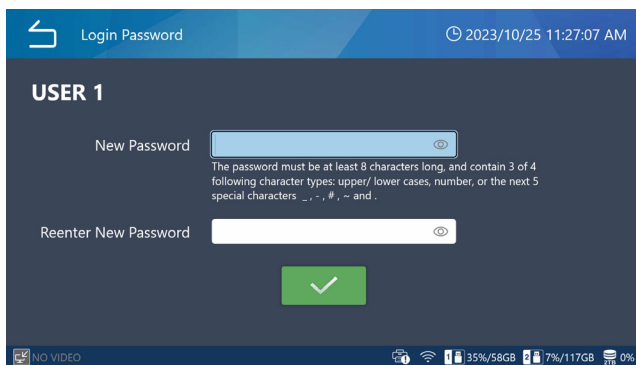 Login Password
2023/10/25 11:27:07 AM
USER 1
New Password
The password must be at least 8 characters long, and contain 3 of 4
following character types: upper/ lower cases, number, or the next 5
special characters _ , - , # , ~ and .
Reenter New Password
NO VIDEO
1 35%/58GB 2 7%/117GB 2TB 0%